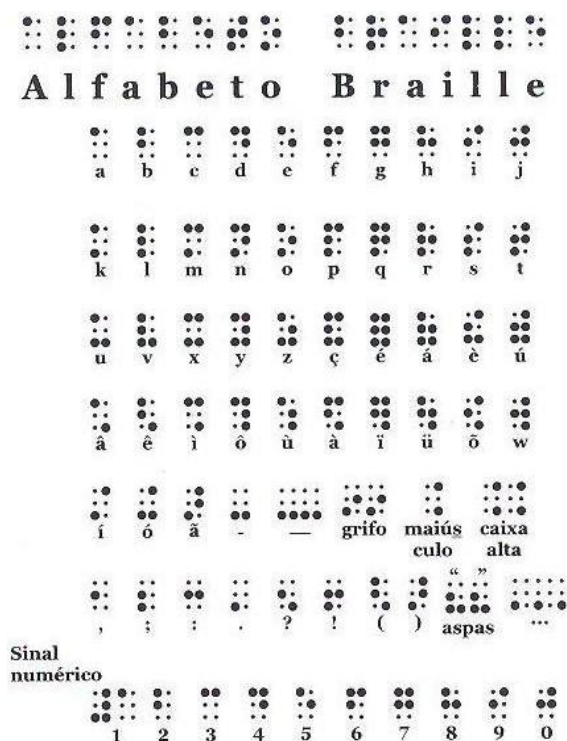 Alfabeto Braille
a b c d e f g h i j
k l m n o p q r s t
u v x y z ç é á è ú
â ê ì ô ù à ï ü õ w
í ó ã - — grifo maiús caixa
culo alta
“ ”
, ; : . ? ! ( ) aspas ...
Sinal
numérico
1 2 3 4 5 6 7 8 9 0